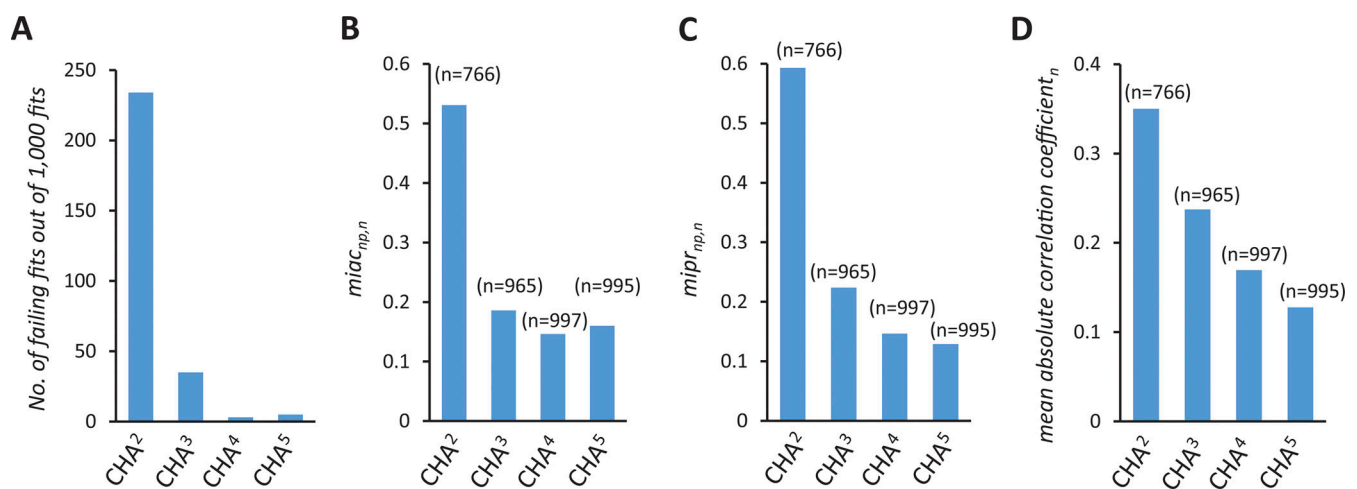 A
No. of failing fits out of 1,000 fits
250
200
150
100
50
0
CHA²
CHA³
CHA⁴
CHA⁵
B
miac_np,n
0.6
0.5
0.4
0.3
0.2
0.1
0
(n=766)
(n=965)
(n=997)
(n=995)
CHA²
CHA³
CHA⁴
CHA⁵
C
mipr_np,n
0.6
0.5
0.4
0.3
0.2
0.1
0
(n=766)
(n=965)
(n=997)
(n=995)
CHA²
CHA³
CHA⁴
CHA⁵
D
mean absolute correlation coefficient_n
0.4
0.3
0.2
0.1
0
(n=766)
(n=965)
(n=997)
(n=995)
CHA²
CHA³
CHA⁴
CHA⁵